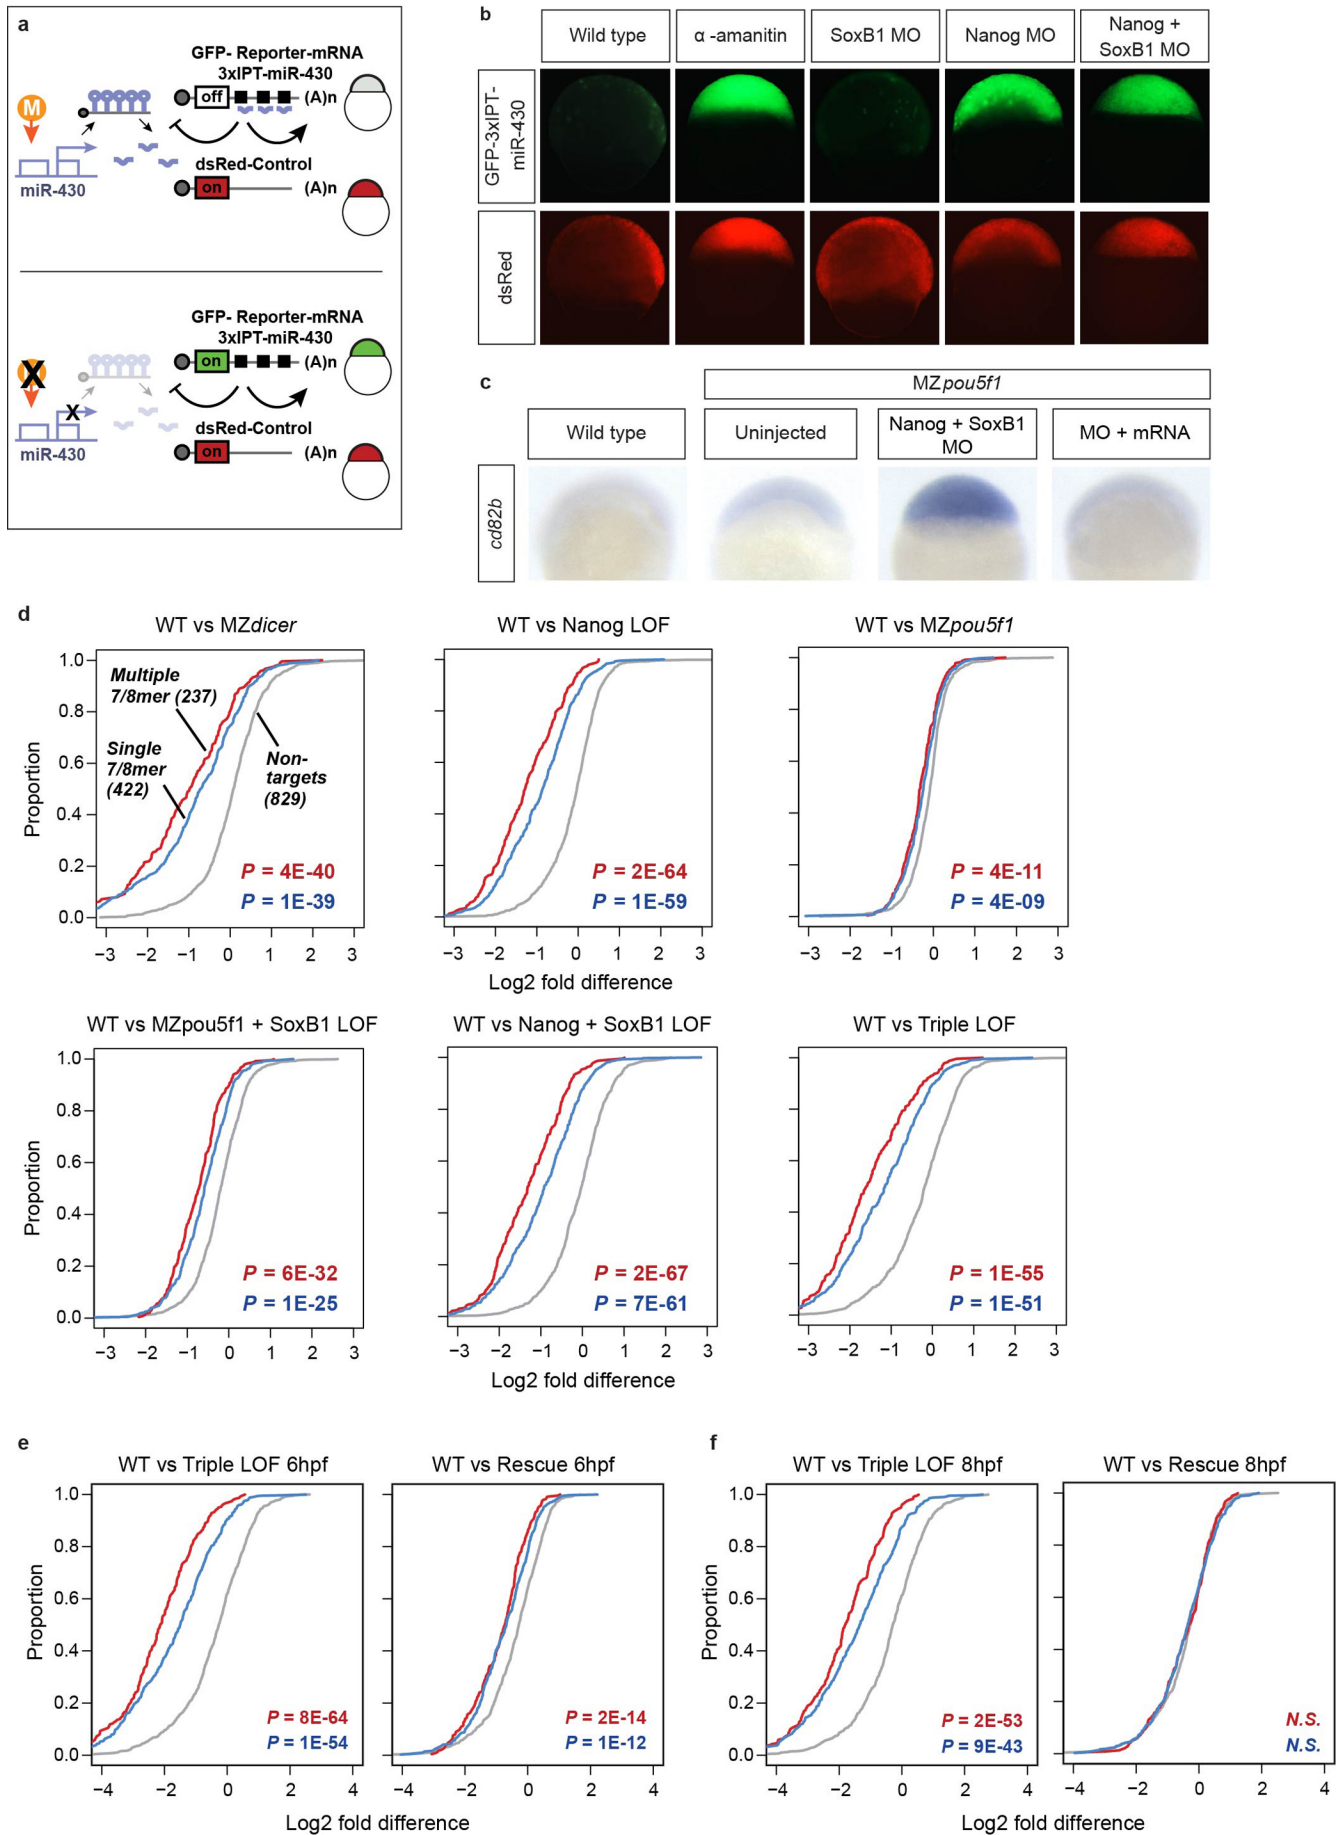 a
GFP- Reporter-mRNA
3xIPT-miR-430
M
off
(A)n
dsRed-Control
on
(A)n
miR-430
GFP- Reporter-mRNA
3xIPT-miR-430
X
on
(A)n
X
dsRed-Control
on
(A)n
miR-430
b
Wild type
α -amanitin
SoxB1 MO
Nanog MO
Nanog +
SoxB1 MO
GFP-3xIPT-
miR-430
dsRed
c
MZpou5f1
Wild type
Uninjected
Nanog + SoxB1
MO
MO + mRNA
cd82b
d
WT vs MZdicer
WT vs Nanog LOF
WT vs MZpou5f1
Proportion
1.0
0.8
0.6
0.4
0.2
0.0
Multiple
7/8mer (237)
Single
7/8mer
(422)
Non-
targets
(829)
P = 4E-40
P = 1E-39
P = 2E-64
P = 1E-59
P = 4E-11
P = 4E-09
−3 −2 −1 0 1 2 3
−3 −2 −1 0 1 2 3
−3 −2 −1 0 1 2 3
Log2 fold difference
WT vs MZpou5f1 + SoxB1 LOF
WT vs Nanog + SoxB1 LOF
WT vs Triple LOF
Proportion
1.0
0.8
0.6
0.4
0.2
0.0
P = 6E-32
P = 1E-25
P = 2E-67
P = 7E-61
P = 1E-55
P = 1E-51
−3 −2 −1 0 1 2 3
−3 −2 −1 0 1 2 3
−3 −2 −1 0 1 2 3
Log2 fold difference
e
WT vs Triple LOF 6hpf
WT vs Rescue 6hpf
Proportion
1.0
0.8
0.6
0.4
0.2
0.0
P = 8E-64
P = 1E-54
P = 2E-14
P = 1E-12
−4 −2 0 2 4
−4 −2 0 2 4
Log2 fold difference
f
WT vs Triple LOF 8hpf
WT vs Rescue 8hpf
Proportion
1.0
0.8
0.6
0.4
0.2
0.0
P = 2E-53
P = 9E-43
N.S.
N.S.
−4 −2 0 2 4
−4 −2 0 2 4
Log2 fold difference